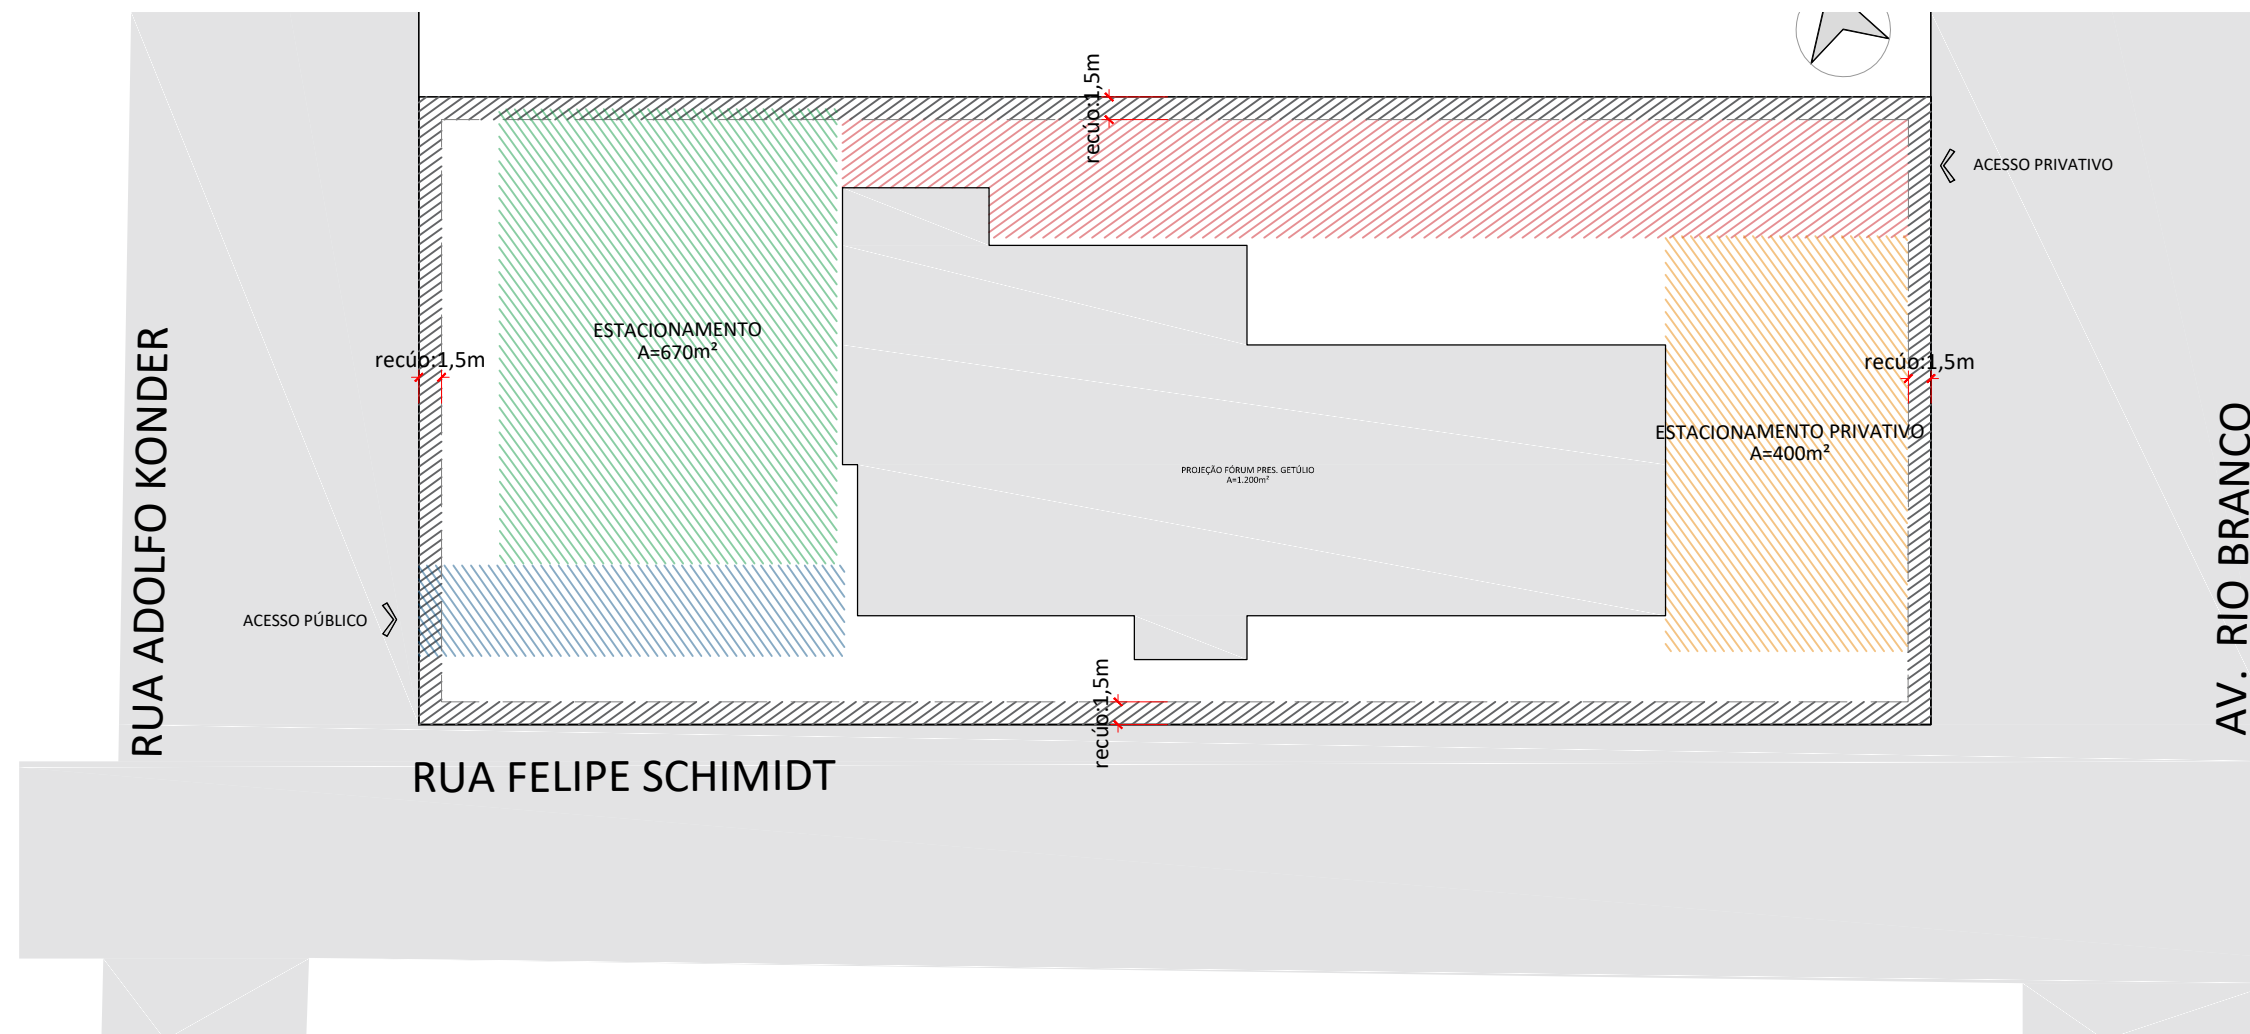 recúo:1,5m
ACESSO PRIVATIVO
ESTACIONAMENTO
A=670m²
recúo:1,5m
recúo:1,5m
RUA ADOLFO KONDER
ESTACIONAMENTO PRIVATIVO
A=400m²
PROJEÇÃO FÓRUM PRES. GETÚLIO
A=1.200m²
AV. RIO BRANCO
ACESSO PÚBLICO
recúo:1,5m
RUA FELIPE SCHIMIDT